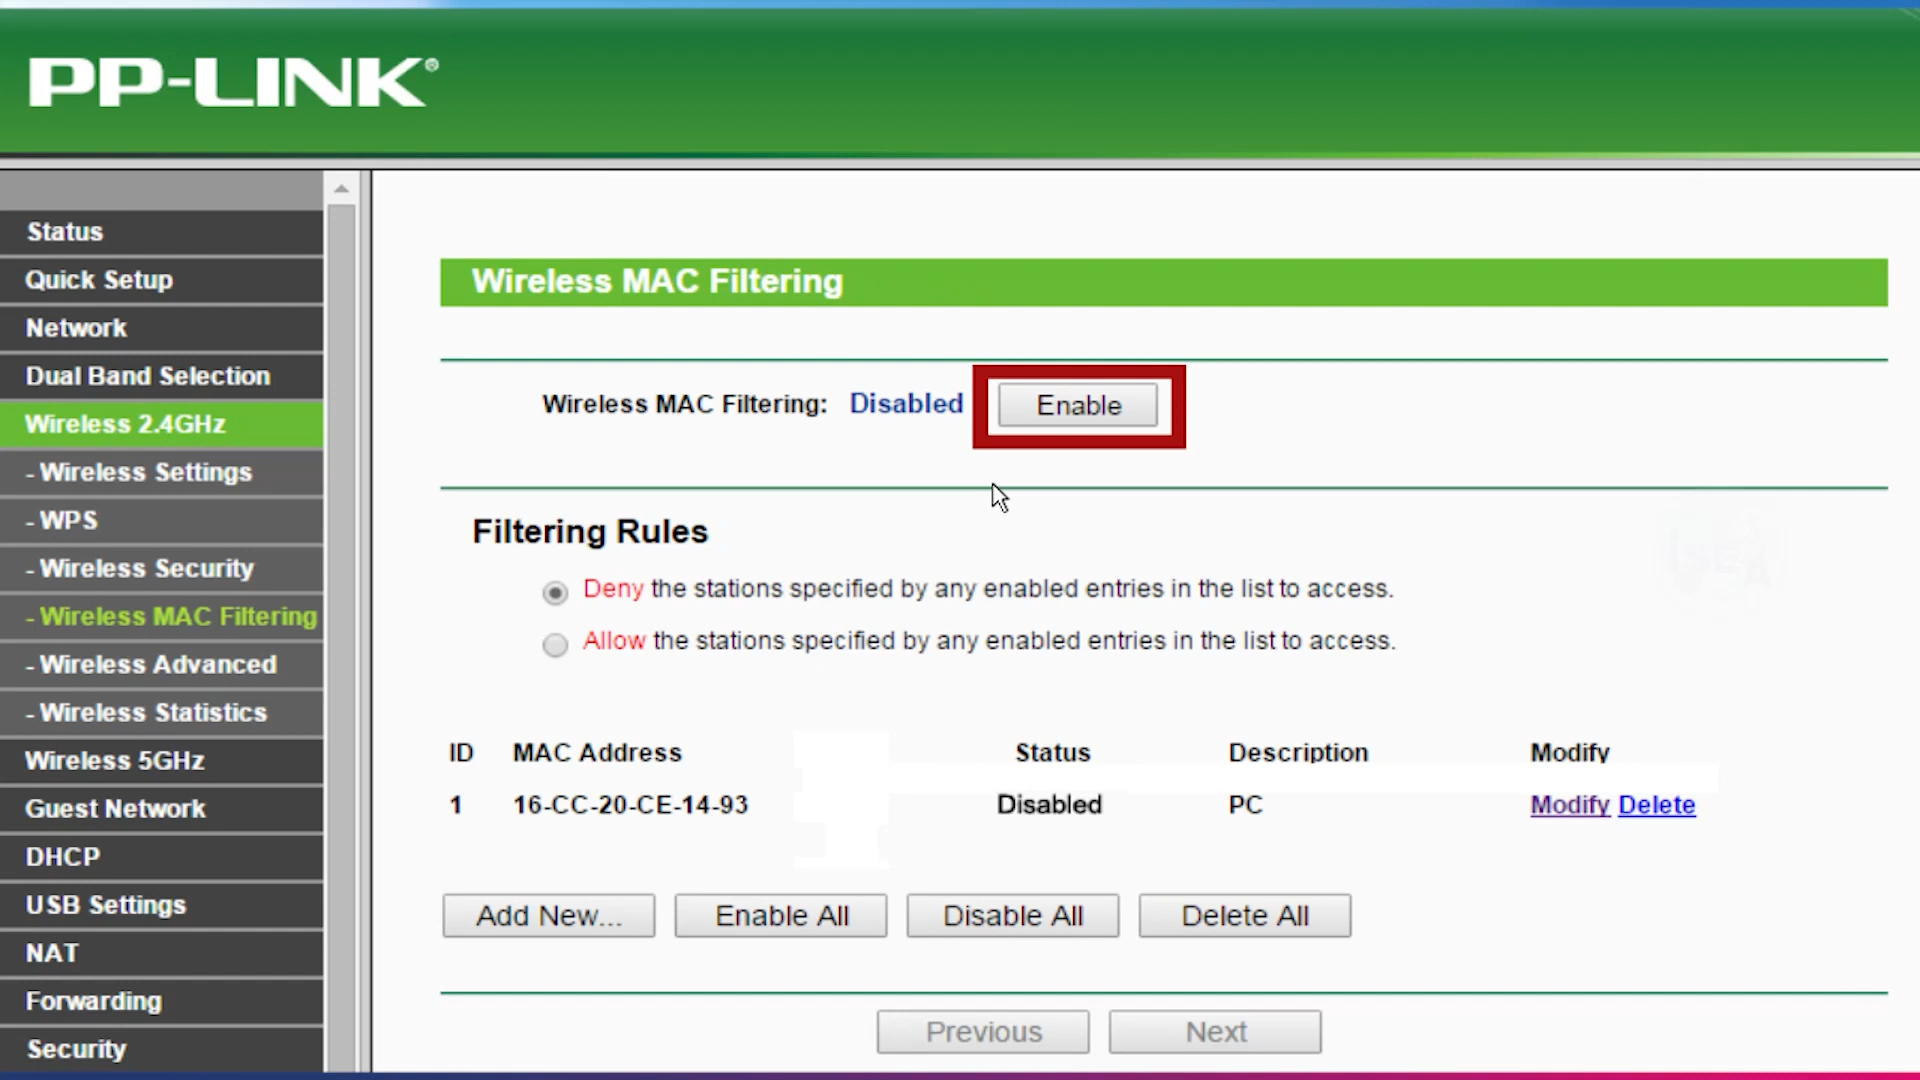 PP-LINK®
Status
Quick Setup
Network
Dual Band Selection
Wireless 2.4GHz
- Wireless Settings
- WPS
- Wireless Security
- Wireless MAC Filtering
- Wireless Advanced
- Wireless Statistics
Wireless 5GHz
Guest Network
DHCP
USB Settings
NAT
Forwarding
Security
Wireless MAC Filtering
Wireless MAC Filtering: Disabled Enable
Filtering Rules
Deny the stations specified by any enabled entries in the list to access.
Allow the stations specified by any enabled entries in the list to access.
ID MAC Address Status Description Modify
1 16-CC-20-CE-14-93 Disabled PC Modify Delete
Add New... Enable All Disable All Delete All
Previous Next